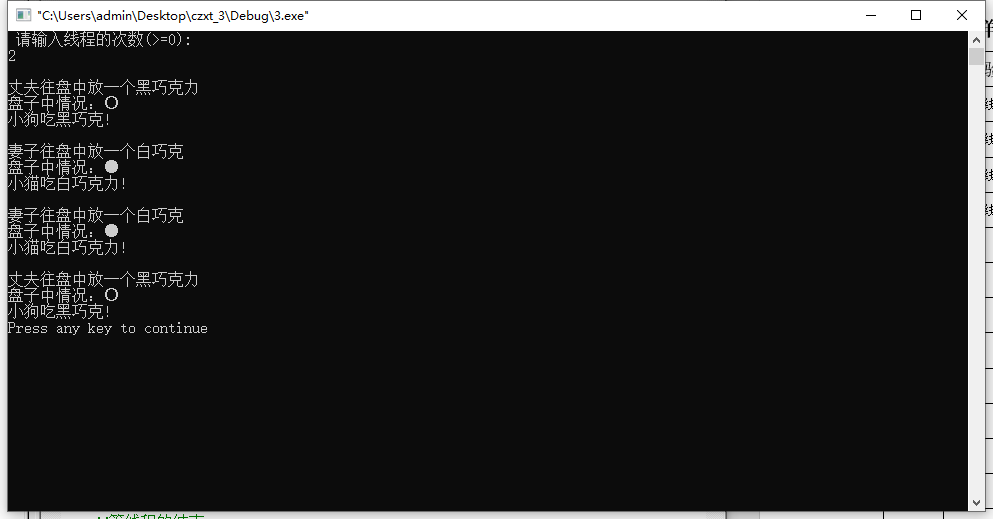 "C:\Users\admin\Desktop\czxt_3\Debug\3.exe"
请输入线程的次数(>=0):
2
丈夫往盘中放一个黑巧克力
盘子中情况：○
小狗吃黑巧克!
妻子往盘中放一个白巧克
盘子中情况：●
小猫吃白巧克力!
妻子往盘中放一个白巧克
盘子中情况：●
小猫吃白巧克力!
丈夫往盘中放一个黑巧克力
盘子中情况：○
小狗吃黑巧克!
Press any key to continue